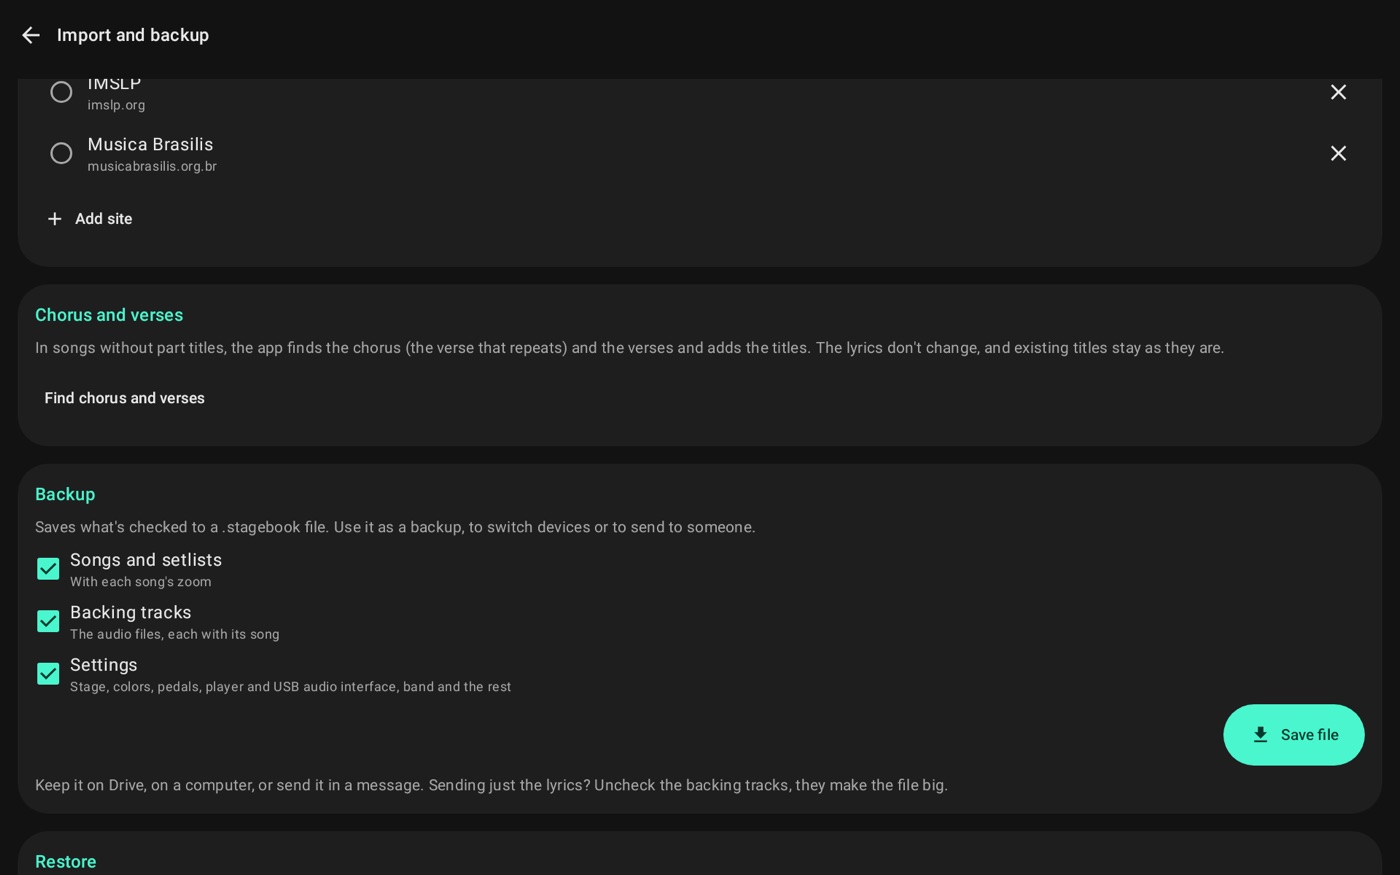 Import and backup
IMSLP
imslp.org
Musica Brasilis
musicabrasilis.org.br
Add site
Chorus and verses
In songs without part titles, the app finds the chorus (the verse that repeats) and the verses and adds the titles. The lyrics don't change, and existing titles stay as they are.
Find chorus and verses
Backup
Saves what's checked to a .stagebook file. Use it as a backup, to switch devices or to send to someone.
Songs and setlists
With each song's zoom
Backing tracks
The audio files, each with its song
Settings
Stage, colors, pedals, player and USB audio interface, band and the rest
Save file
Keep it on Drive, on a computer, or send it in a message. Sending just the lyrics? Uncheck the backing tracks, they make the file big.
Restore